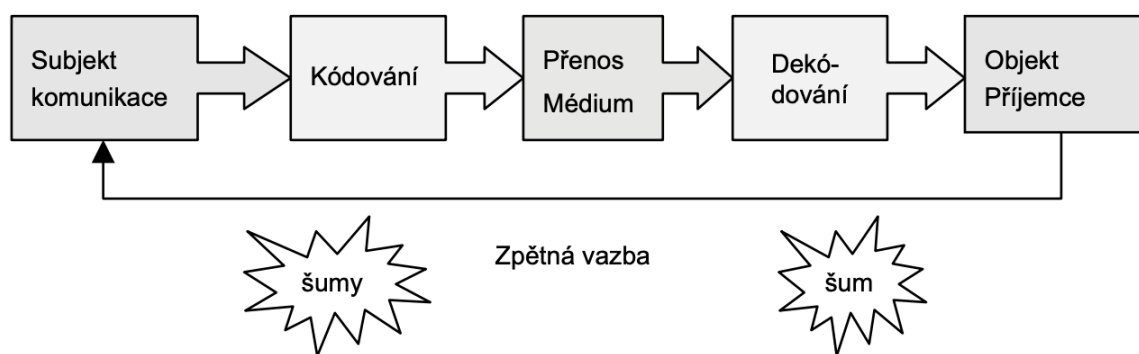 Subjekt
komunikace
Kódování
Přenos
Médium
Dekó-
dování
Objekt
Příjemce
Zpětná vazba
šumy
šum